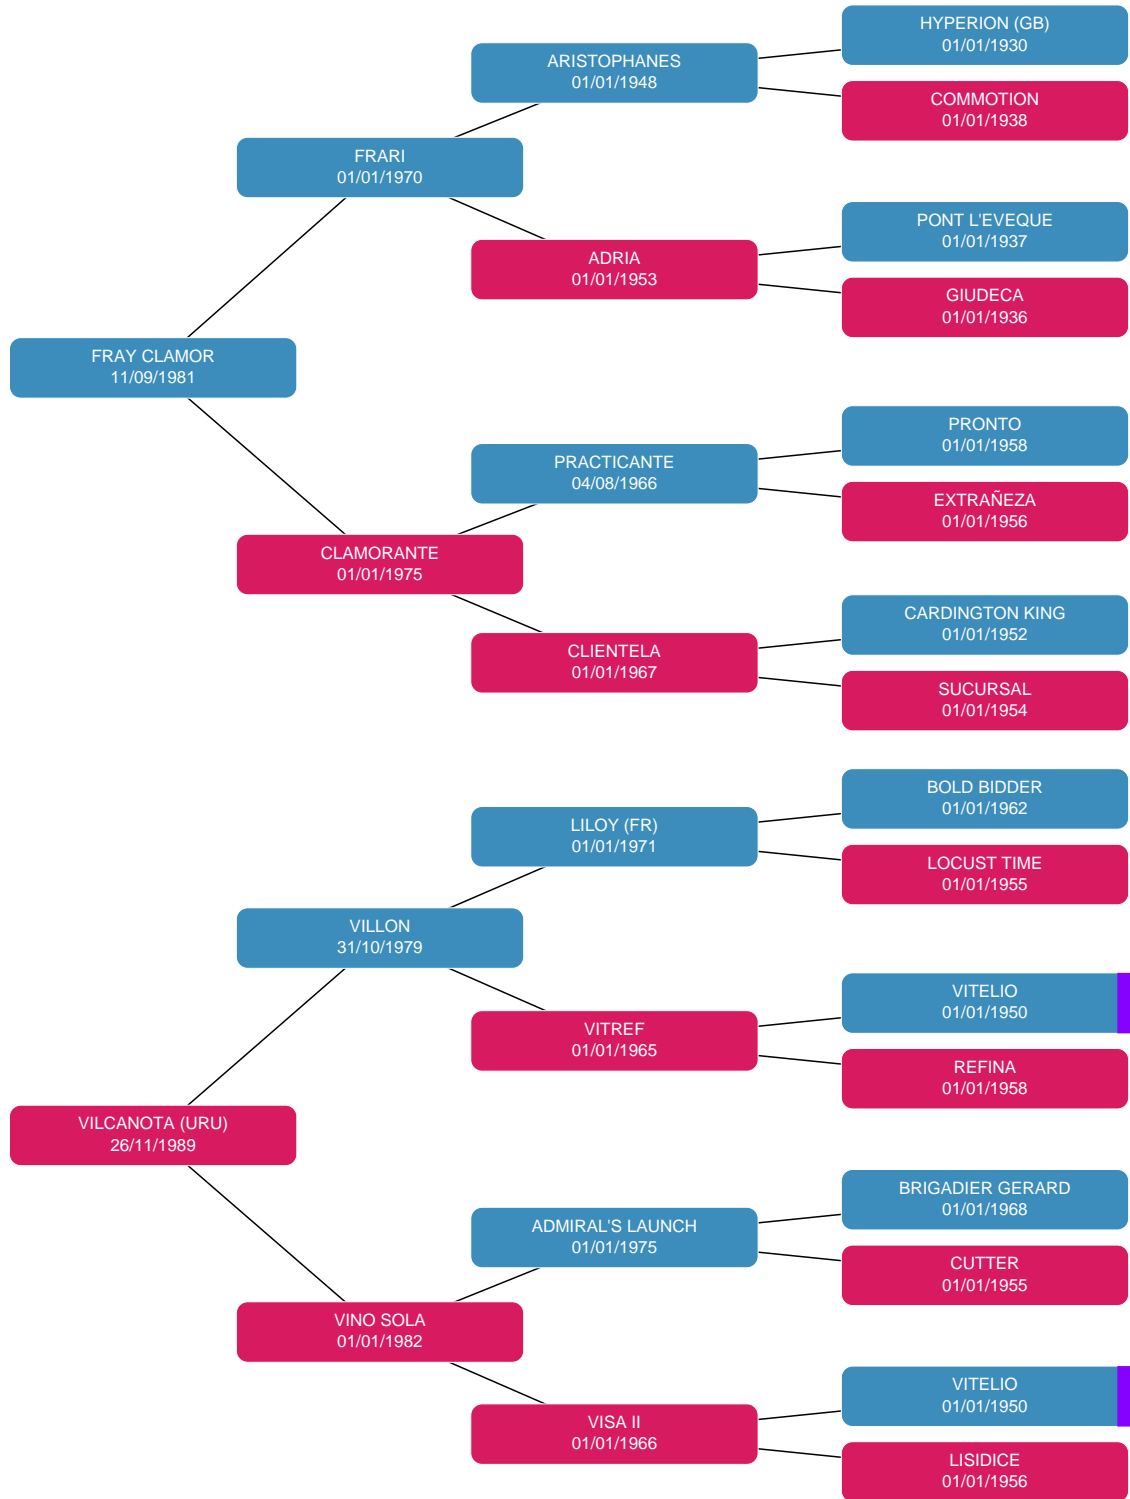 HYPERION (GB)
01/01/1930
ARISTOPHANES
01/01/1948
COMMOTION
01/01/1938
FRARI
01/01/1970
PONT L'EVEQUE
01/01/1937
ADRIA
01/01/1953
GIUDECA
01/01/1936
FRAY CLAMOR
11/09/1981
PRONTO
01/01/1958
PRACTICANTE
04/08/1966
EXTRAÑEZA
01/01/1956
CLAMORANTE
01/01/1975
CARDINGTON KING
01/01/1952
CLIENTELA
01/01/1967
SUCURSAL
01/01/1954
BOLD BIDDER
01/01/1962
LILOY (FR)
01/01/1971
LOCUST TIME
01/01/1955
VILLON
31/10/1979
VITELIO
01/01/1950
VITREF
01/01/1965
REFINA
01/01/1958
VILCANOTA (URU)
26/11/1989
BRIGADIER GERARD
01/01/1968
ADMIRAL'S LAUNCH
01/01/1975
CUTTER
01/01/1955
VINO SOLA
01/01/1982
VITELIO
01/01/1950
VISA II
01/01/1966
LISIDICE
01/01/1956